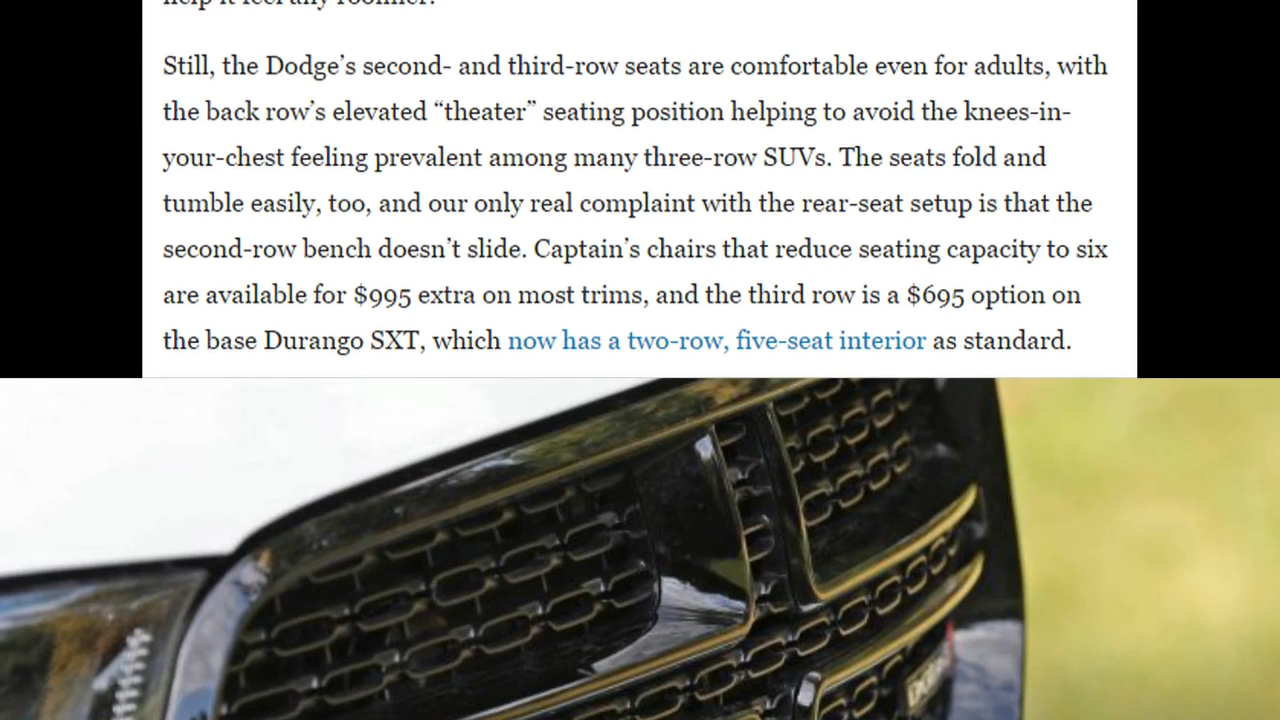 Still, the Dodge’s second- and third-row seats are comfortable even for adults, with
the back row’s elevated “theater” seating position helping to avoid the knees-in-
your-chest feeling prevalent among many three-row SUVs. The seats fold and
tumble easily, too, and our only real complaint with the rear-seat setup is that the
second-row bench doesn’t slide. Captain’s chairs that reduce seating capacity to six
are available for $995 extra on most trims, and the third row is a $695 option on
the base Durango SXT, which now has a two-row, five-seat interior as standard.